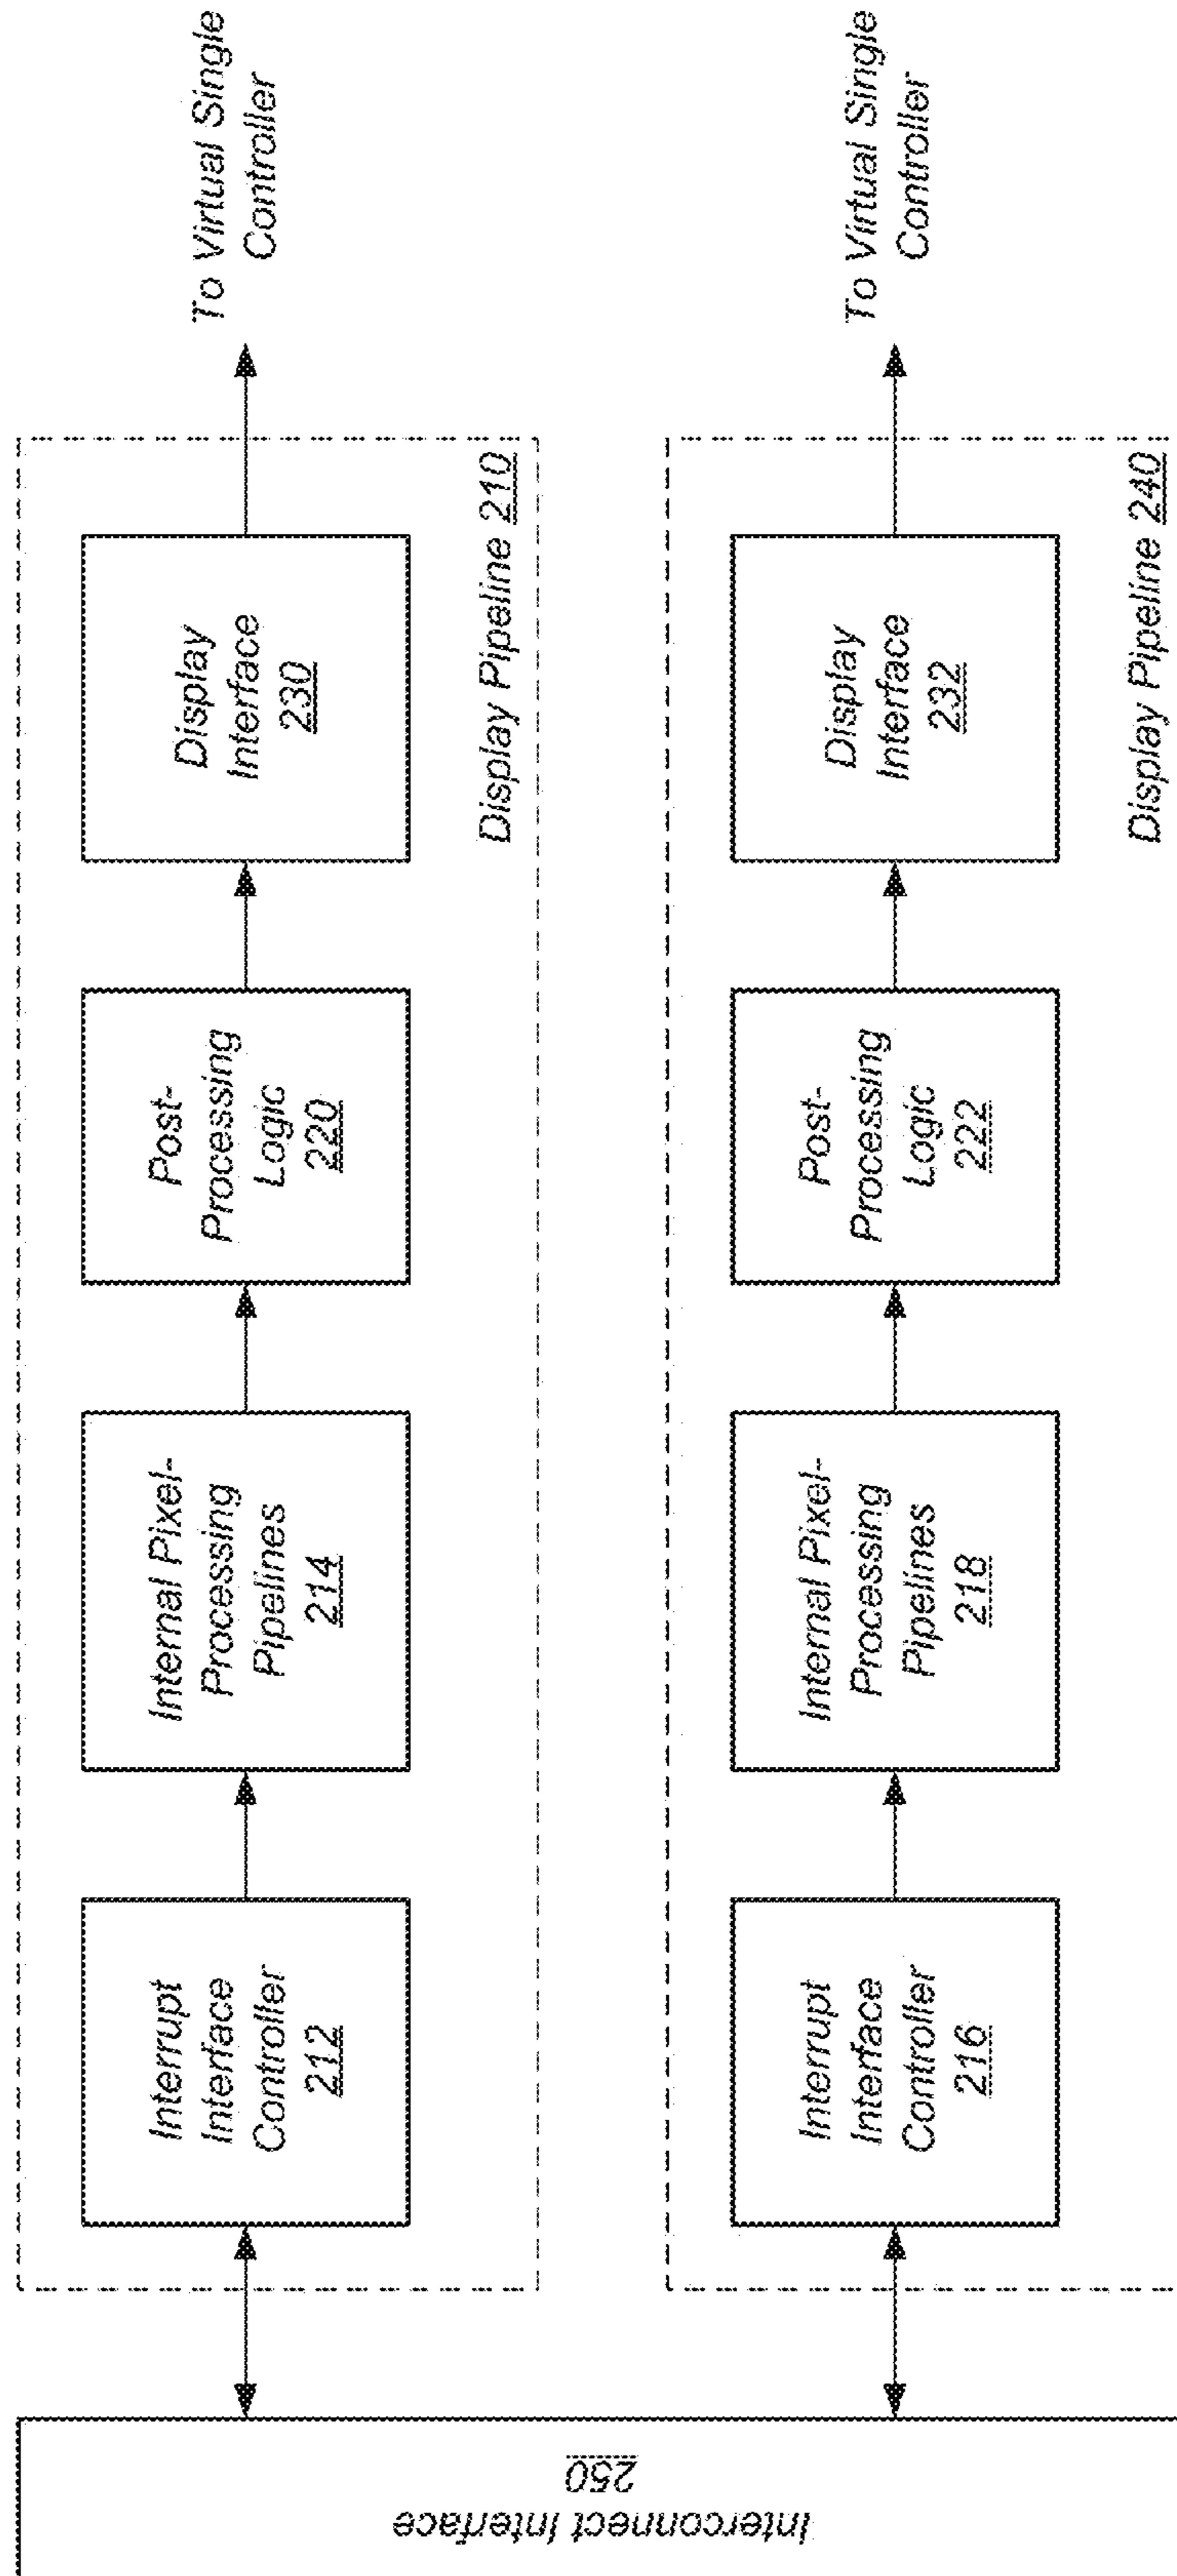 Interconnect Interface
250
Interrupt
Interface
Controller
212
Internal Pixel-
Processing
Pipelines
214
Post-
Processing
Logic
220
Display
Interface
230
To Virtual Single
Controller
Display Pipeline 210
Interrupt
Interface
Controller
216
Internal Pixel-
Processing
Pipelines
218
Post-
Processing
Logic
222
Display
Interface
232
To Virtual Single
Controller
Display Pipeline 240